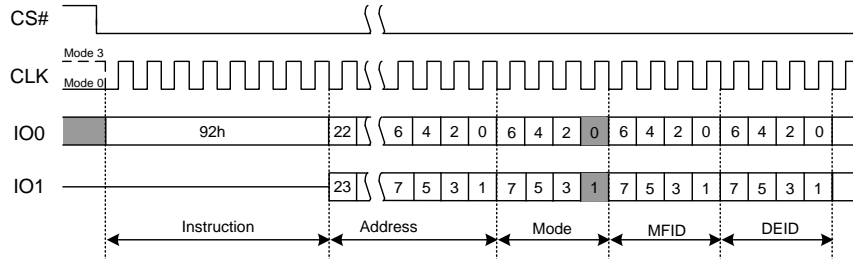 CS#
Mode 3
CLK
Mode 0
IO0 92h 22 6 4 2 0 6 4 2 0 6 4 2 0 6 4 2 0
IO1 23 7 5 3 1 7 5 3 1 7 5 3 1 7 5 3 1
Instruction Address Mode MFID DEID